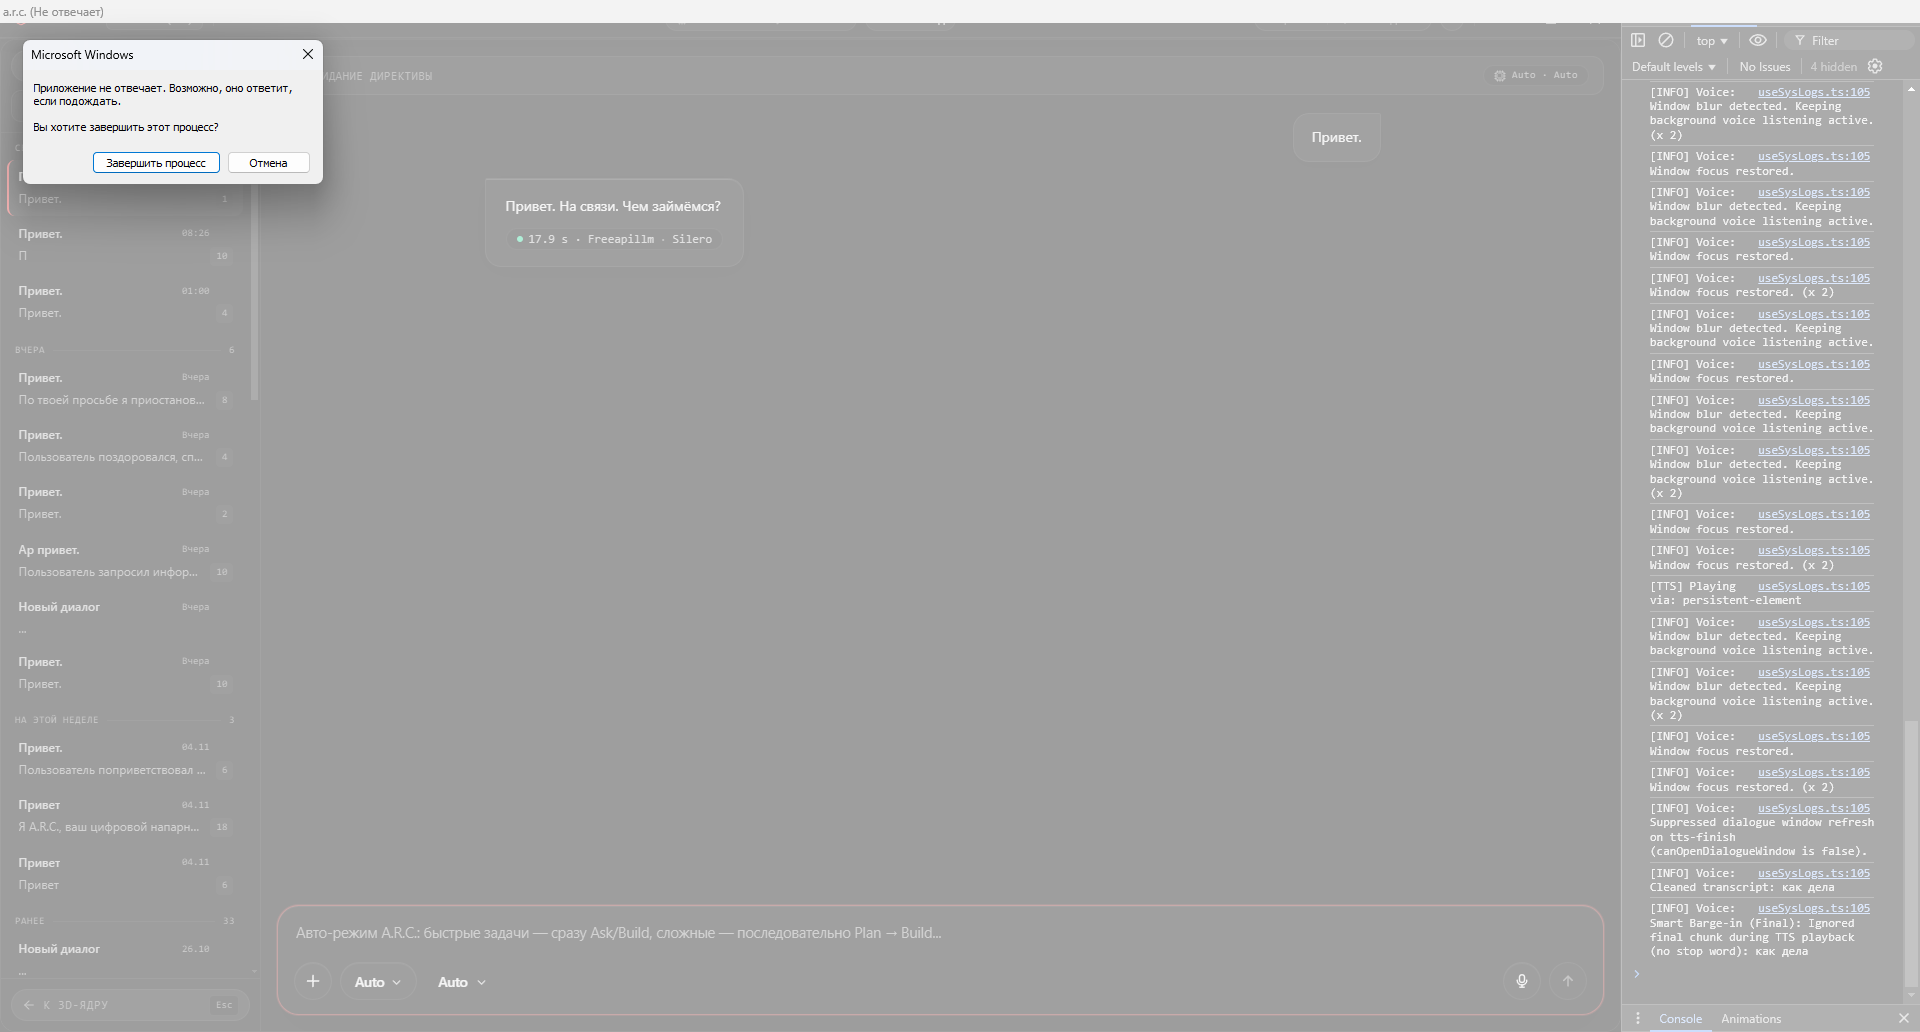 a.r.c. (Не отвечает)
Microsoft Windows
Приложение не отвечает. Возможно, оно ответит,
если подождать.
Вы хотите завершить этот процесс?
Завершить процесс
Отмена
ИДАНИЕ ДИРЕКТИВЫ
Auto · Auto
Привет.
Привет. На связи. Чем займёмся?
17.9 s · Freeapillm · Silero
Привет. 1
Привет. 08:26
П 10
Привет. 01:00
Привет. 4
ВЧЕРА 6
Привет. Вчера
По твоей просьбе я приостанов... 8
Привет. Вчера
Пользователь поздоровался, сп... 4
Привет. Вчера
Привет. 2
Ар привет. Вчера
Пользователь запросил инфор... 10
Новый диалог Вчера
...
Привет. Вчера
Привет. 10
НА ЭТОЙ НЕДЕЛЕ 3
Привет. 04.11
Пользователь поприветствовал ... 6
Привет 04.11
Я A.R.C., ваш цифровой напарн... 18
Привет 04.11
Привет 6
РАНЕЕ 33
Новый диалог 26.10
...
← К 3D-ЯДРУ Esc
Авто-режим A.R.C.: быстрые задачи — сразу Ask/Build, сложные — последовательно Plan → Build...
Auto
Auto
top
Filter
Default levels
No Issues
4 hidden
[INFO] Voice: useSysLogs.ts:105
Window blur detected. Keeping
background voice listening active.
(x 2)
[INFO] Voice: useSysLogs.ts:105
Window focus restored.
[INFO] Voice: useSysLogs.ts:105
Window blur detected. Keeping
background voice listening active.
[INFO] Voice: useSysLogs.ts:105
Window focus restored.
[INFO] Voice: useSysLogs.ts:105
Window focus restored. (x 2)
[INFO] Voice: useSysLogs.ts:105
Window blur detected. Keeping
background voice listening active.
[INFO] Voice: useSysLogs.ts:105
Window focus restored.
[INFO] Voice: useSysLogs.ts:105
Window blur detected. Keeping
background voice listening active.
[INFO] Voice: useSysLogs.ts:105
Window blur detected. Keeping
background voice listening active.
(x 2)
[INFO] Voice: useSysLogs.ts:105
Window focus restored.
[INFO] Voice: useSysLogs.ts:105
Window focus restored. (x 2)
[TTS] Playing useSysLogs.ts:105
via: persistent-element
[INFO] Voice: useSysLogs.ts:105
Window blur detected. Keeping
background voice listening active.
[INFO] Voice: useSysLogs.ts:105
Window blur detected. Keeping
background voice listening active.
(x 2)
[INFO] Voice: useSysLogs.ts:105
Window focus restored.
[INFO] Voice: useSysLogs.ts:105
Window focus restored. (x 2)
[INFO] Voice: useSysLogs.ts:105
Suppressed dialogue window refresh
on tts-finish
(canOpenDialogueWindow is false).
[INFO] Voice: useSysLogs.ts:105
Cleaned transcript: как дела
[INFO] Voice: useSysLogs.ts:105
Smart Barge-in (Final): Ignored
final chunk during TTS playback
(no stop word): как дела
Console
Animations